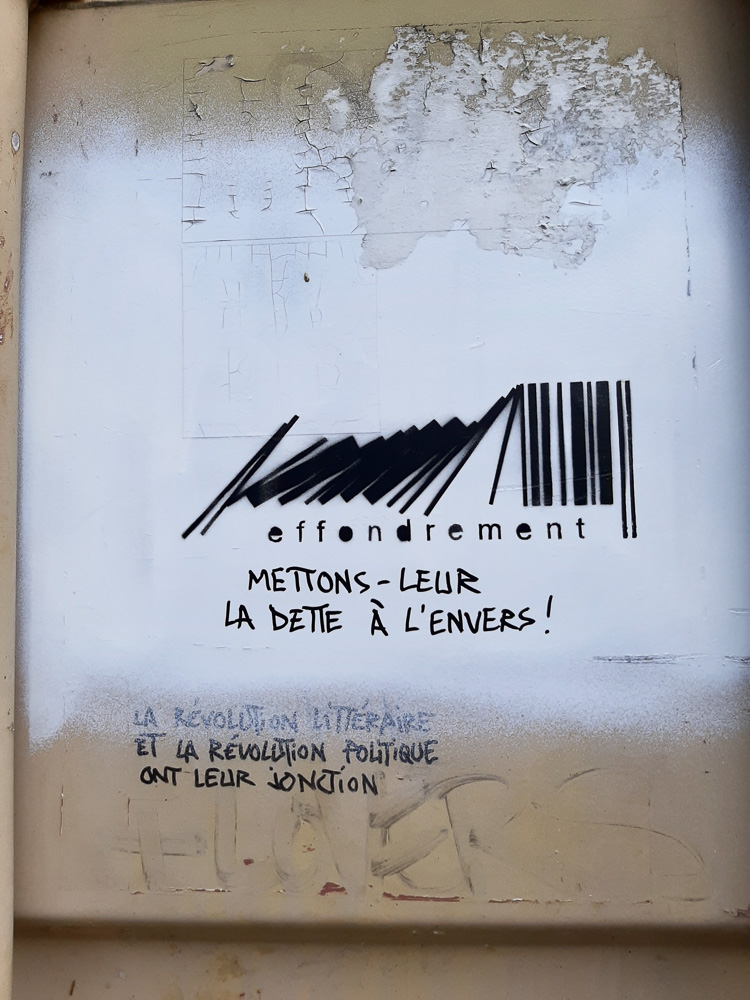 effondrement
METTONS-LEUR
LA DETTE À L'ENVERS!
LA RÉVOLUTION LITTÉRAIRE
ET LA RÉVOLUTION POLITIQUE
ONT LEUR JONCTION